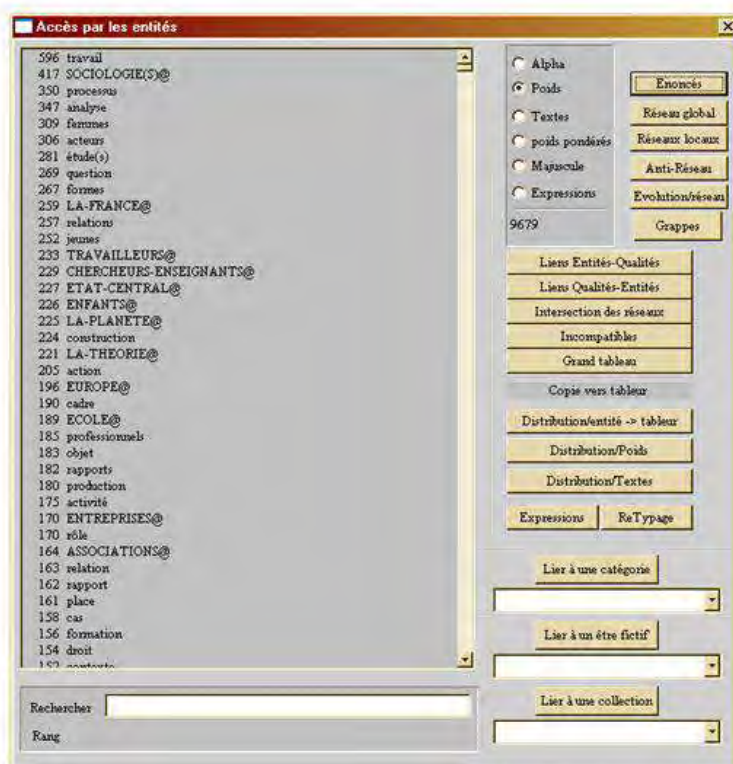 Accès par les entités
596 travail
417 SOCIOLOGIE(S)@
350 processus
347 analyse
309 femmes
306 acteurs
281 étude(s)
269 question
267 formes
259 LA-FRANCE@
257 relations
252 jeunes
233 TRAVAILLEURS@
229 CHERCHEURS-ENSEIGNANTS@
227 ETAT-CENTRAL@
226 ENFANTS@
225 LA-PLANETE@
224 construction
221 LA-THEORIE@
205 action
196 EUROPE@
190 cadre
189 ECOLE@
185 professionnels
183 objet
182 rapports
180 production
175 activité
170 ENTREPRISES@
170 rôle
164 ASSOCIATIONS@
163 relation
162 rapport
161 place
158 cas
156 formation
154 droit
152 contexte
Rechercher
Rang
Alpha
Poids
Textes
poids pondérés
Majuscule
Expressions
9679
Enoncés
Réseau global
Réseaux locaux
Anti-Réseau
Evolution/réseau
Grappes
Liens Entités-Qualités
Liens Qualités-Entités
Intersection des réseaux
Incompatibles
Grand tableau
Copie vers tableur
Distribution/entité -> tableur
Distribution/Poids
Distribution/Textes
Expressions
ReTypage
Lier à une catégorie
Lier à un être fictif
Lier à une collection